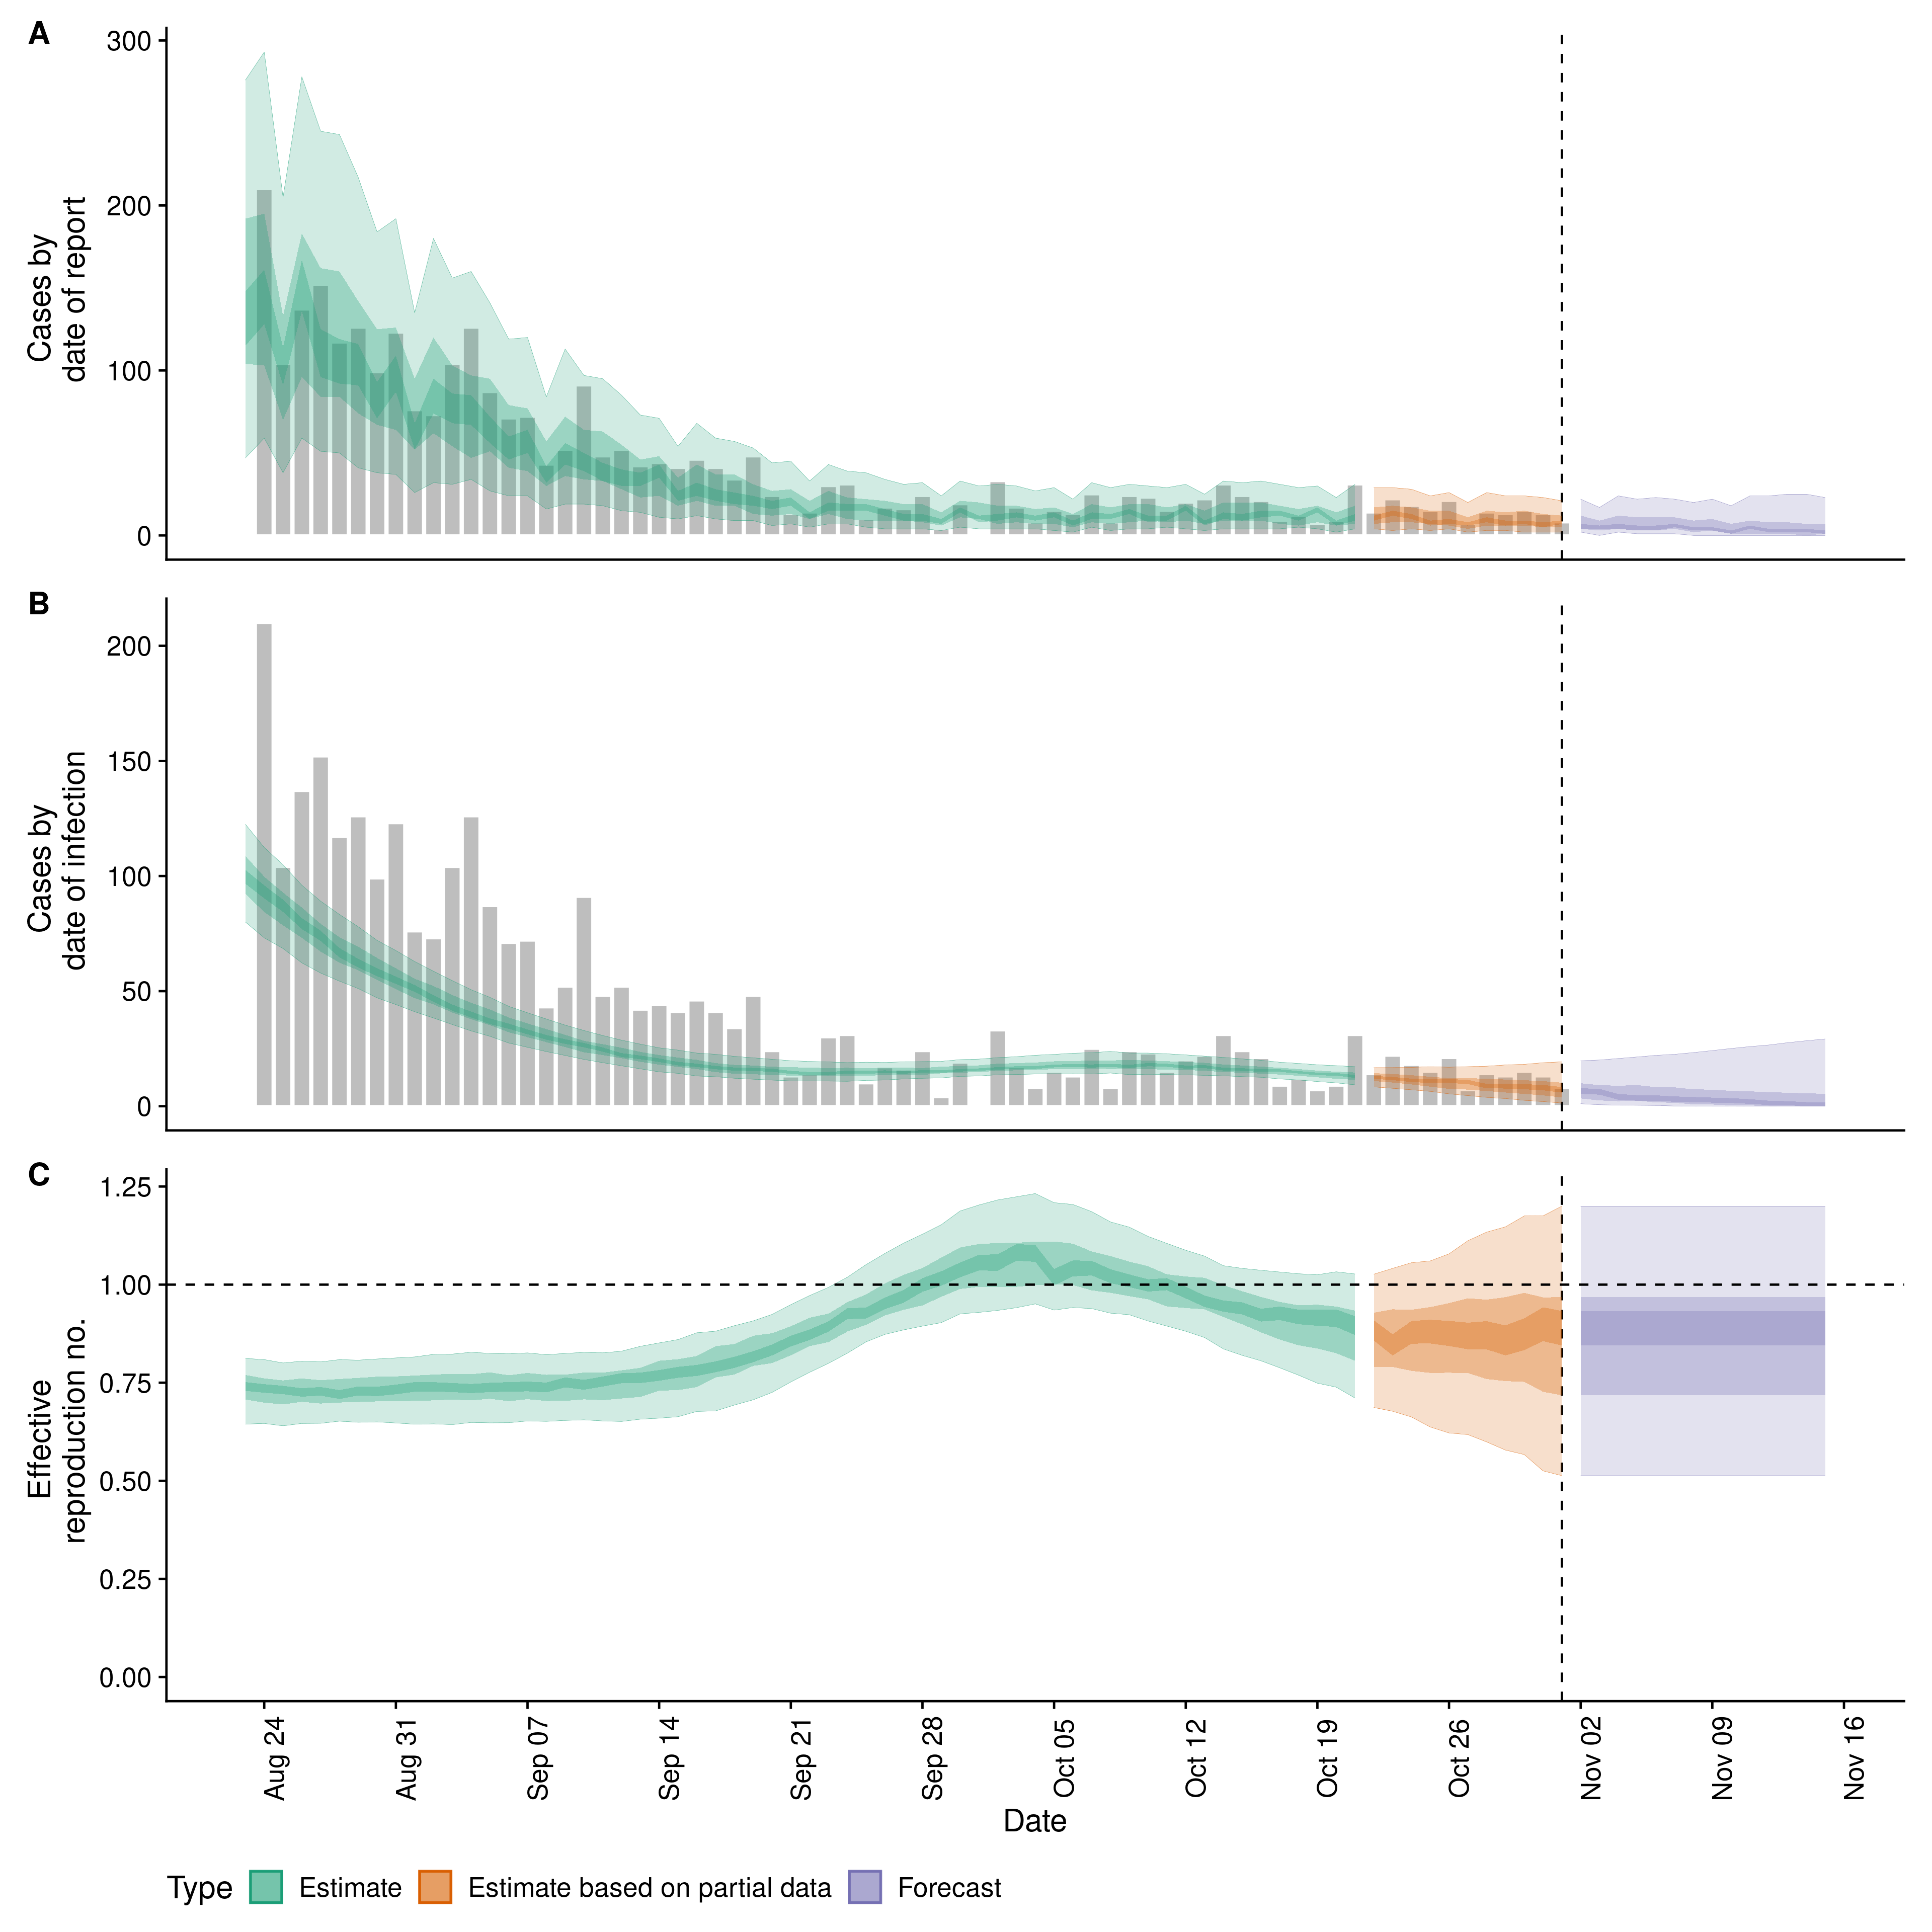 A
300
200
100
0
Cases by
date of report
B
200
150
100
50
0
Cases by
date of infection
C
1.25
1.00
0.75
0.50
0.25
0.00
Effective
reproduction no.
Aug 24
Aug 31
Sep 07
Sep 14
Sep 21
Sep 28
Oct 05
Oct 12
Oct 19
Oct 26
Nov 02
Nov 09
Nov 16
Date
Type Estimate Estimate based on partial data Forecast